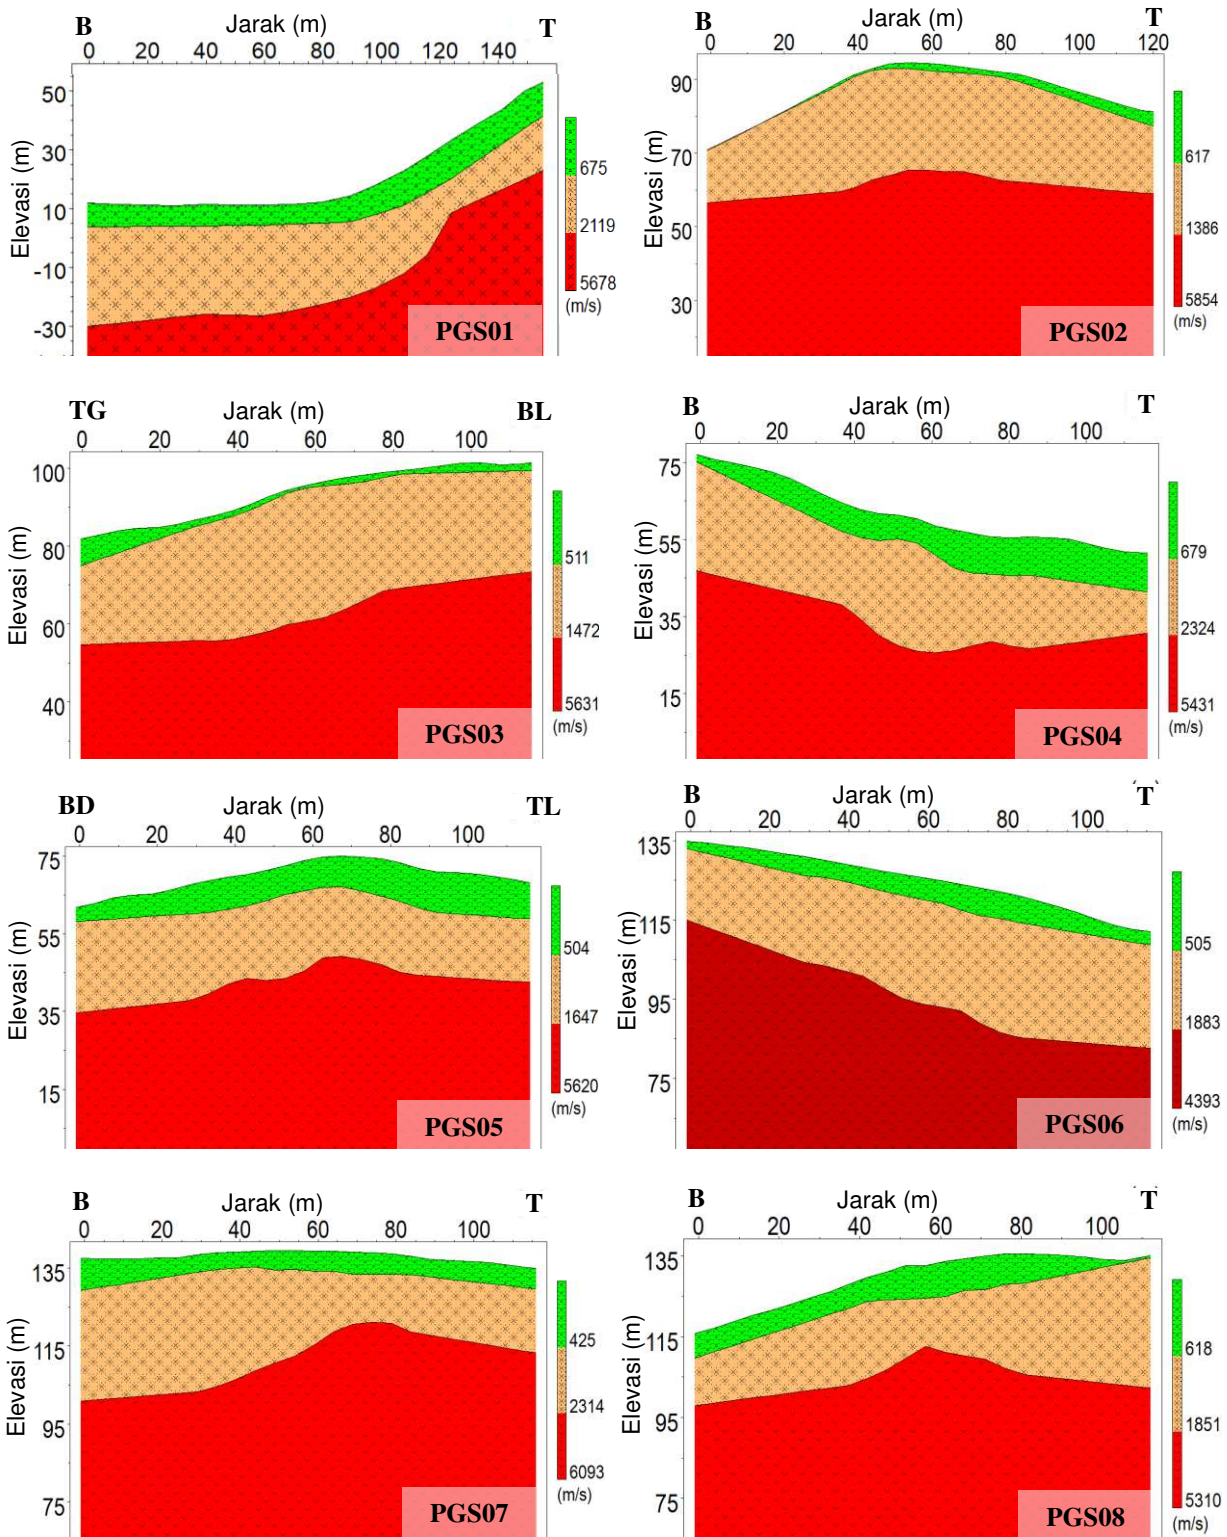 B Jarak (m) T
0 20 40 60 80 100 120 140
Elevasi (m)
50
30
10
-10
-30
675
2119
5678
(m/s)
PGS01
B Jarak (m) T
0 20 40 60 80 100 120
Elevasi (m)
90
70
50
30
617
1386
5854
(m/s)
PGS02
TG Jarak (m) BL
0 20 40 60 80 100
Elevasi (m)
100
80
60
40
511
1472
5631
(m/s)
PGS03
B Jarak (m) T
0 20 40 60 80 100
Elevasi (m)
75
55
35
15
679
2324
5431
(m/s)
PGS04
BD Jarak (m) TL
0 20 40 60 80 100
Elevasi (m)
75
55
35
15
504
1647
5620
(m/s)
PGS05
B Jarak (m) T
0 20 40 60 80 100
Elevasi (m)
135
115
95
75
505
1883
4393
(m/s)
PGS06
B Jarak (m) T
0 20 40 60 80 100
Elevasi (m)
135
115
95
75
425
2314
6093
(m/s)
PGS07
B Jarak (m) T
0 20 40 60 80 100
Elevasi (m)
135
115
95
75
618
1851
5310
(m/s)
PGS08